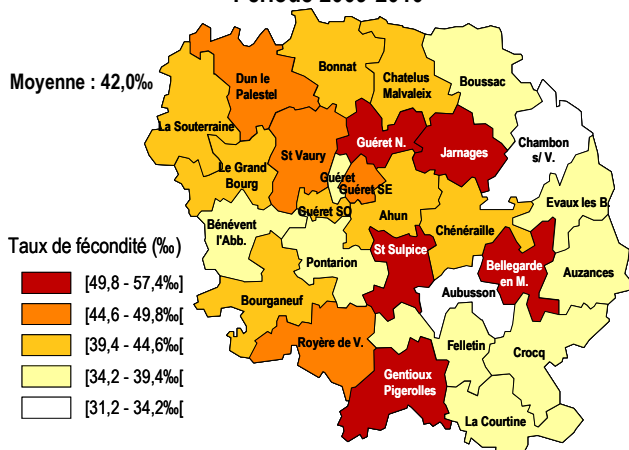 Moyenne : 42,0‰
Dun le
Palestel
Bonnat
Chatelus
Malvaleix
Boussac
La Souterraine
Le Grand
Bourg
St Vaury
Guéret N.
Jarnages
Chambon
s/ V.
Guéret
Guéret SE
Guéret SO
Ahun
Chénéraille
Evaux les B.
Bénévent
l'Abb.
Pontarion
St Sulpice
Bellegarde
en M.
Auzances
Aubusson
Bourganeuf
Royère de V.
Felletin
Crocq
Gentioux
Pigerolles
La Courtine
Taux de fécondité (‰)
[49,8 - 57,4‰[
[44,6 - 49,8‰[
[39,4 - 44,6‰[
[34,2 - 39,4‰[
[31,2 - 34,2‰[